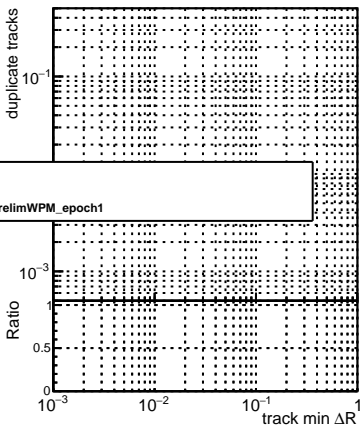 duplicate tracks
10⁻¹
relimWPM_epoch1
10⁻³
Ratio
1
0.5
0
10⁻³ 10⁻² 10⁻¹ 1
track min ΔR